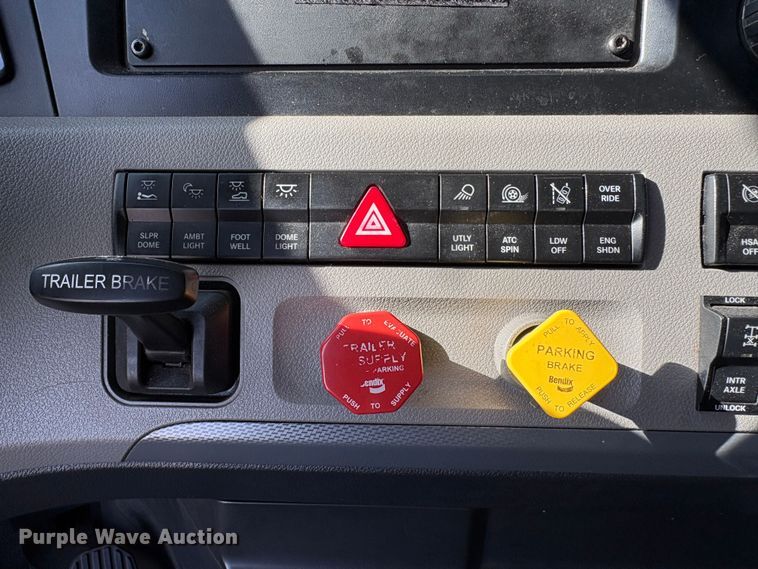 SLPR DOME
AMBT LIGHT
FOOT WELL
DOME LIGHT
UTLY LIGHT
ATC SPIN
LDW OFF
OVER RIDE
ENG SHDN
HSA OFF
TRAILER BRAKE
PULL TO EVACUATE
TRAILER
SUPPLY
PARKING
Bendix
PUSH TO SUPPLY
PULL TO APPLY
PARKING
BRAKE
Bendix
PUSH TO RELEASE
LOCK
INTR
AXLE
UNLOCK
Purple Wave Auction